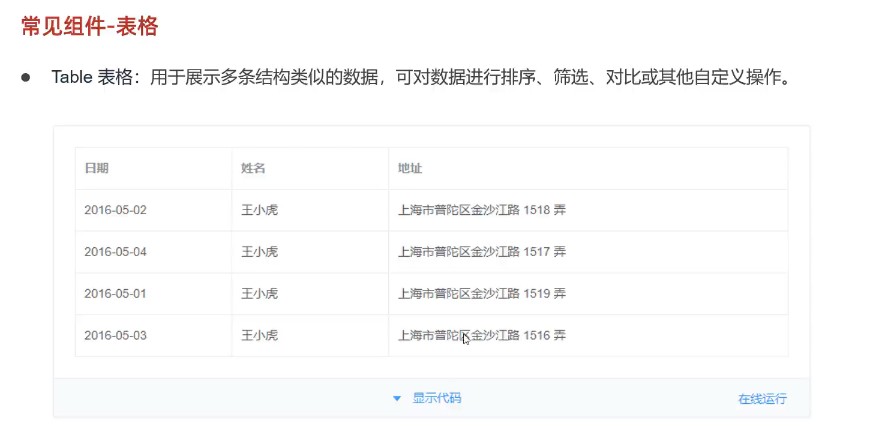 常见组件-表格
● Table 表格：用于展示多条结构类似的数据，可对数据进行排序、筛选、对比或其他自定义操作。
日期 姓名 地址
2016-05-02 王小虎 上海市普陀区金沙江路 1518 弄
2016-05-04 王小虎 上海市普陀区金沙江路 1517 弄
2016-05-01 王小虎 上海市普陀区金沙江路 1519 弄
2016-05-03 王小虎 上海市普陀区金沙江路 1516 弄
显示代码 在线运行